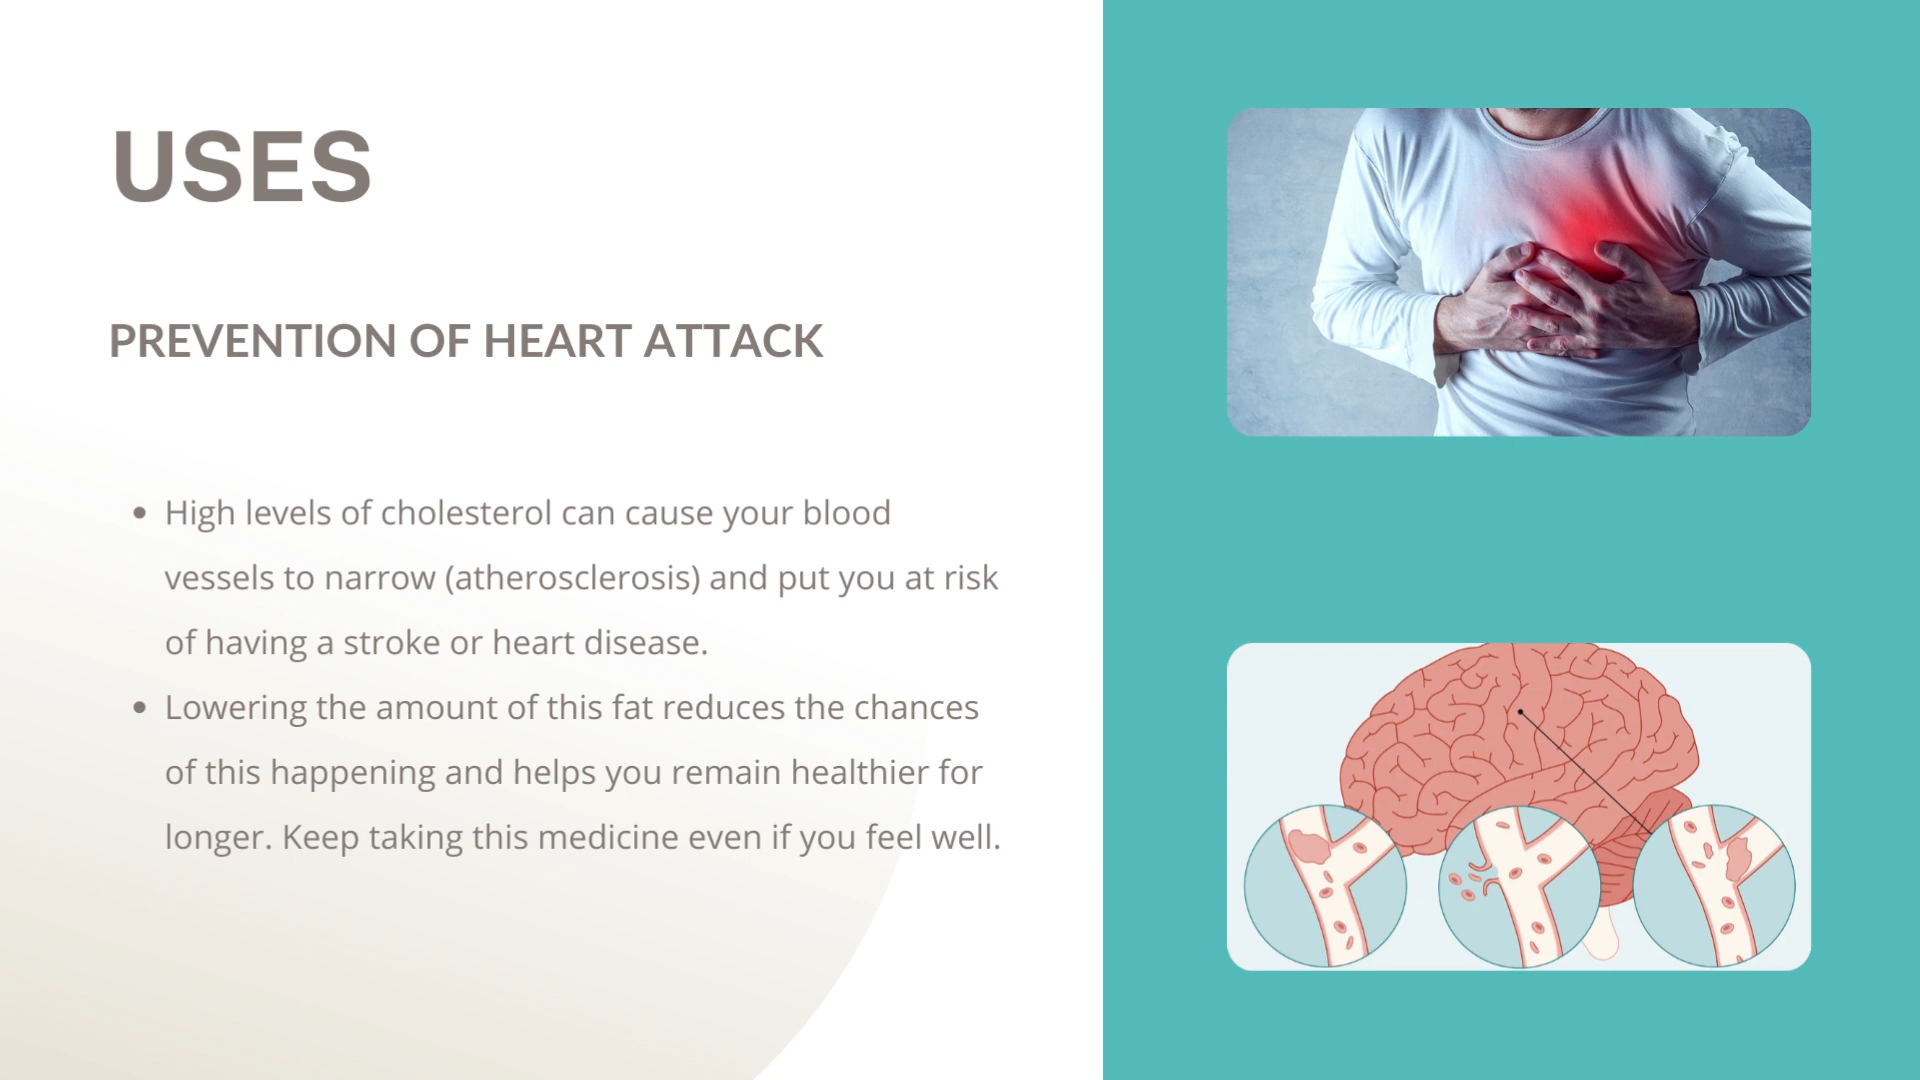 USES
PREVENTION OF HEART ATTACK
• High levels of cholesterol can cause your blood
vessels to narrow (atherosclerosis) and put you at risk
of having a stroke or heart disease.
• Lowering the amount of this fat reduces the chances
of this happening and helps you remain healthier for
longer. Keep taking this medicine even if you feel well.